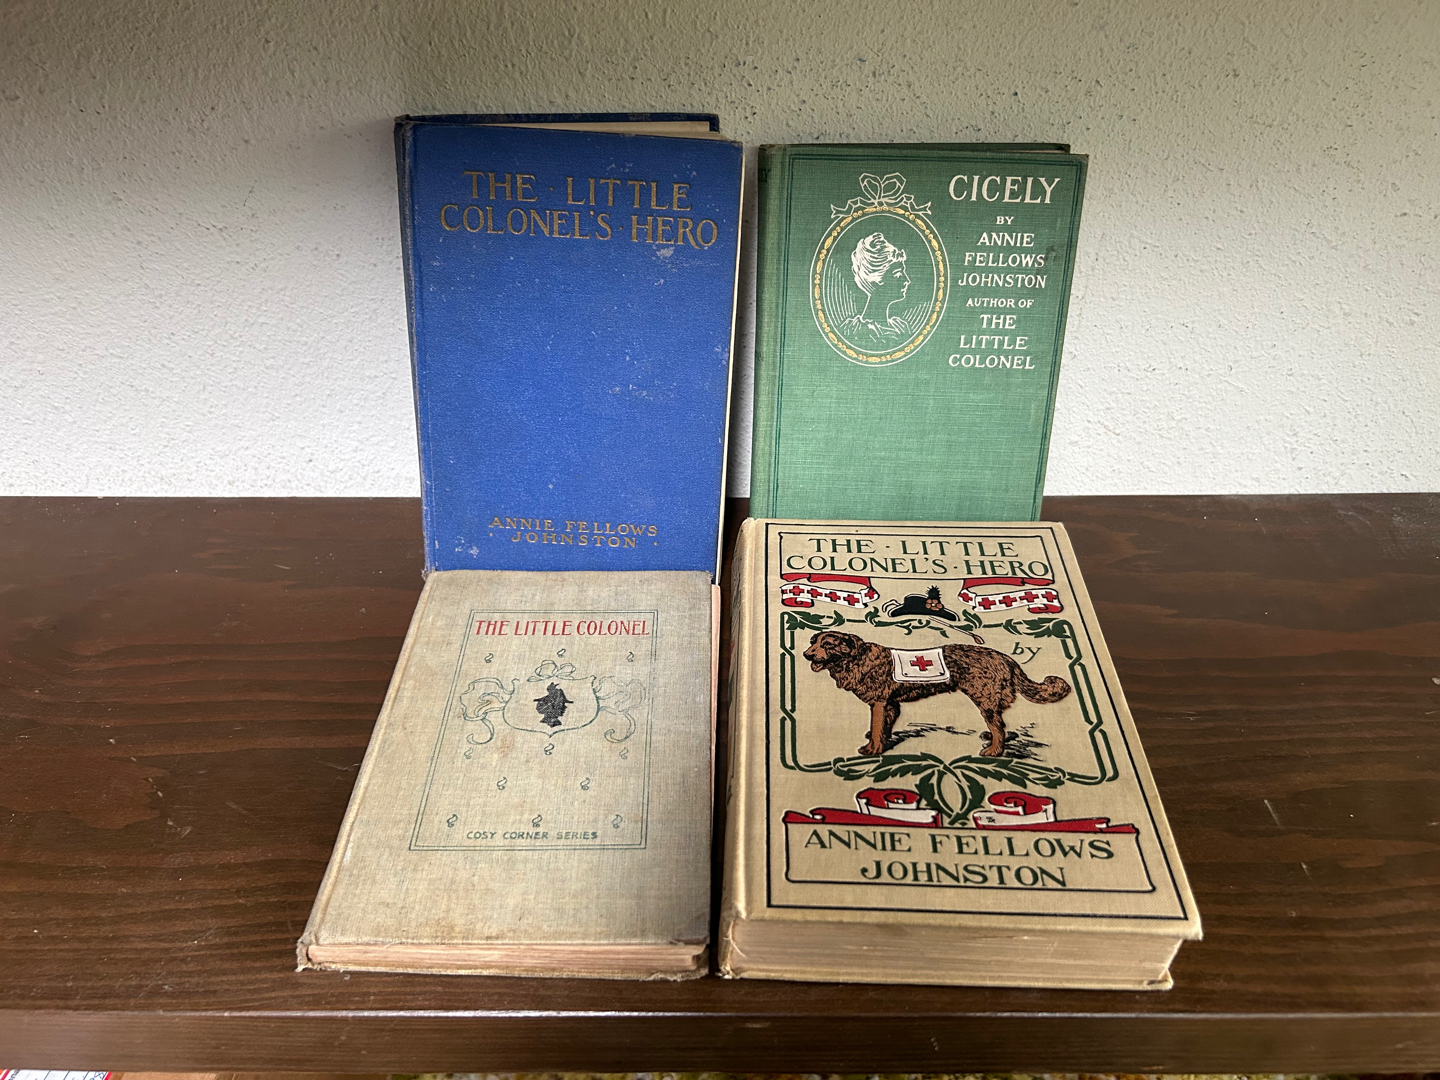 THE · LITTLE
COLONEL'S · HERO
ANNIE FELLOWS
· JOHNSTON ·
CICELY
BY
ANNIE
FELLOWS
JOHNSTON
AUTHOR OF
THE
LITTLE
COLONEL
THE LITTLE COLONEL
COSY CORNER SERIES
THE · LITTLE
COLONEL'S · HERO
by
ANNIE FELLOWS
JOHNSTON